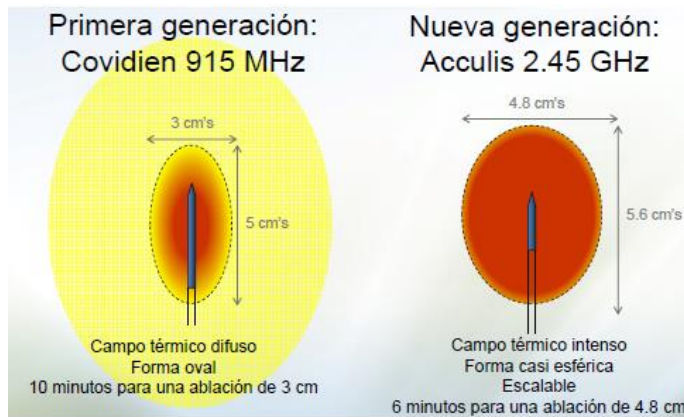 Primera generación:
Covidien 915 MHz
3 cm's
5 cm's
Campo térmico difuso
Forma oval
10 minutos para una ablación de 3 cm
Nueva generación:
Acculis 2.45 GHz
4.8 cm's
5.6 cm's
Campo térmico intenso
Forma casi esférica
Escalable
6 minutos para una ablación de 4.8 cm